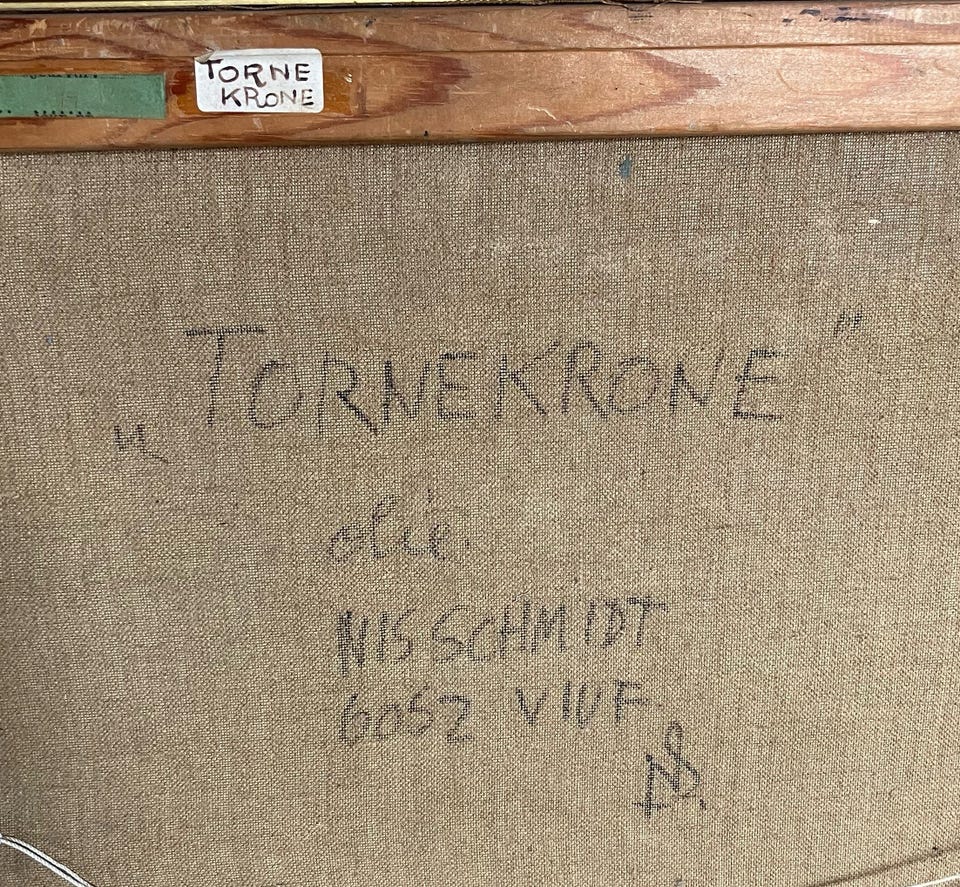 TORNE
KRONE
„TORNEKRONE"
olie.
NIS SCHMIDT
6052 VIUF
NS